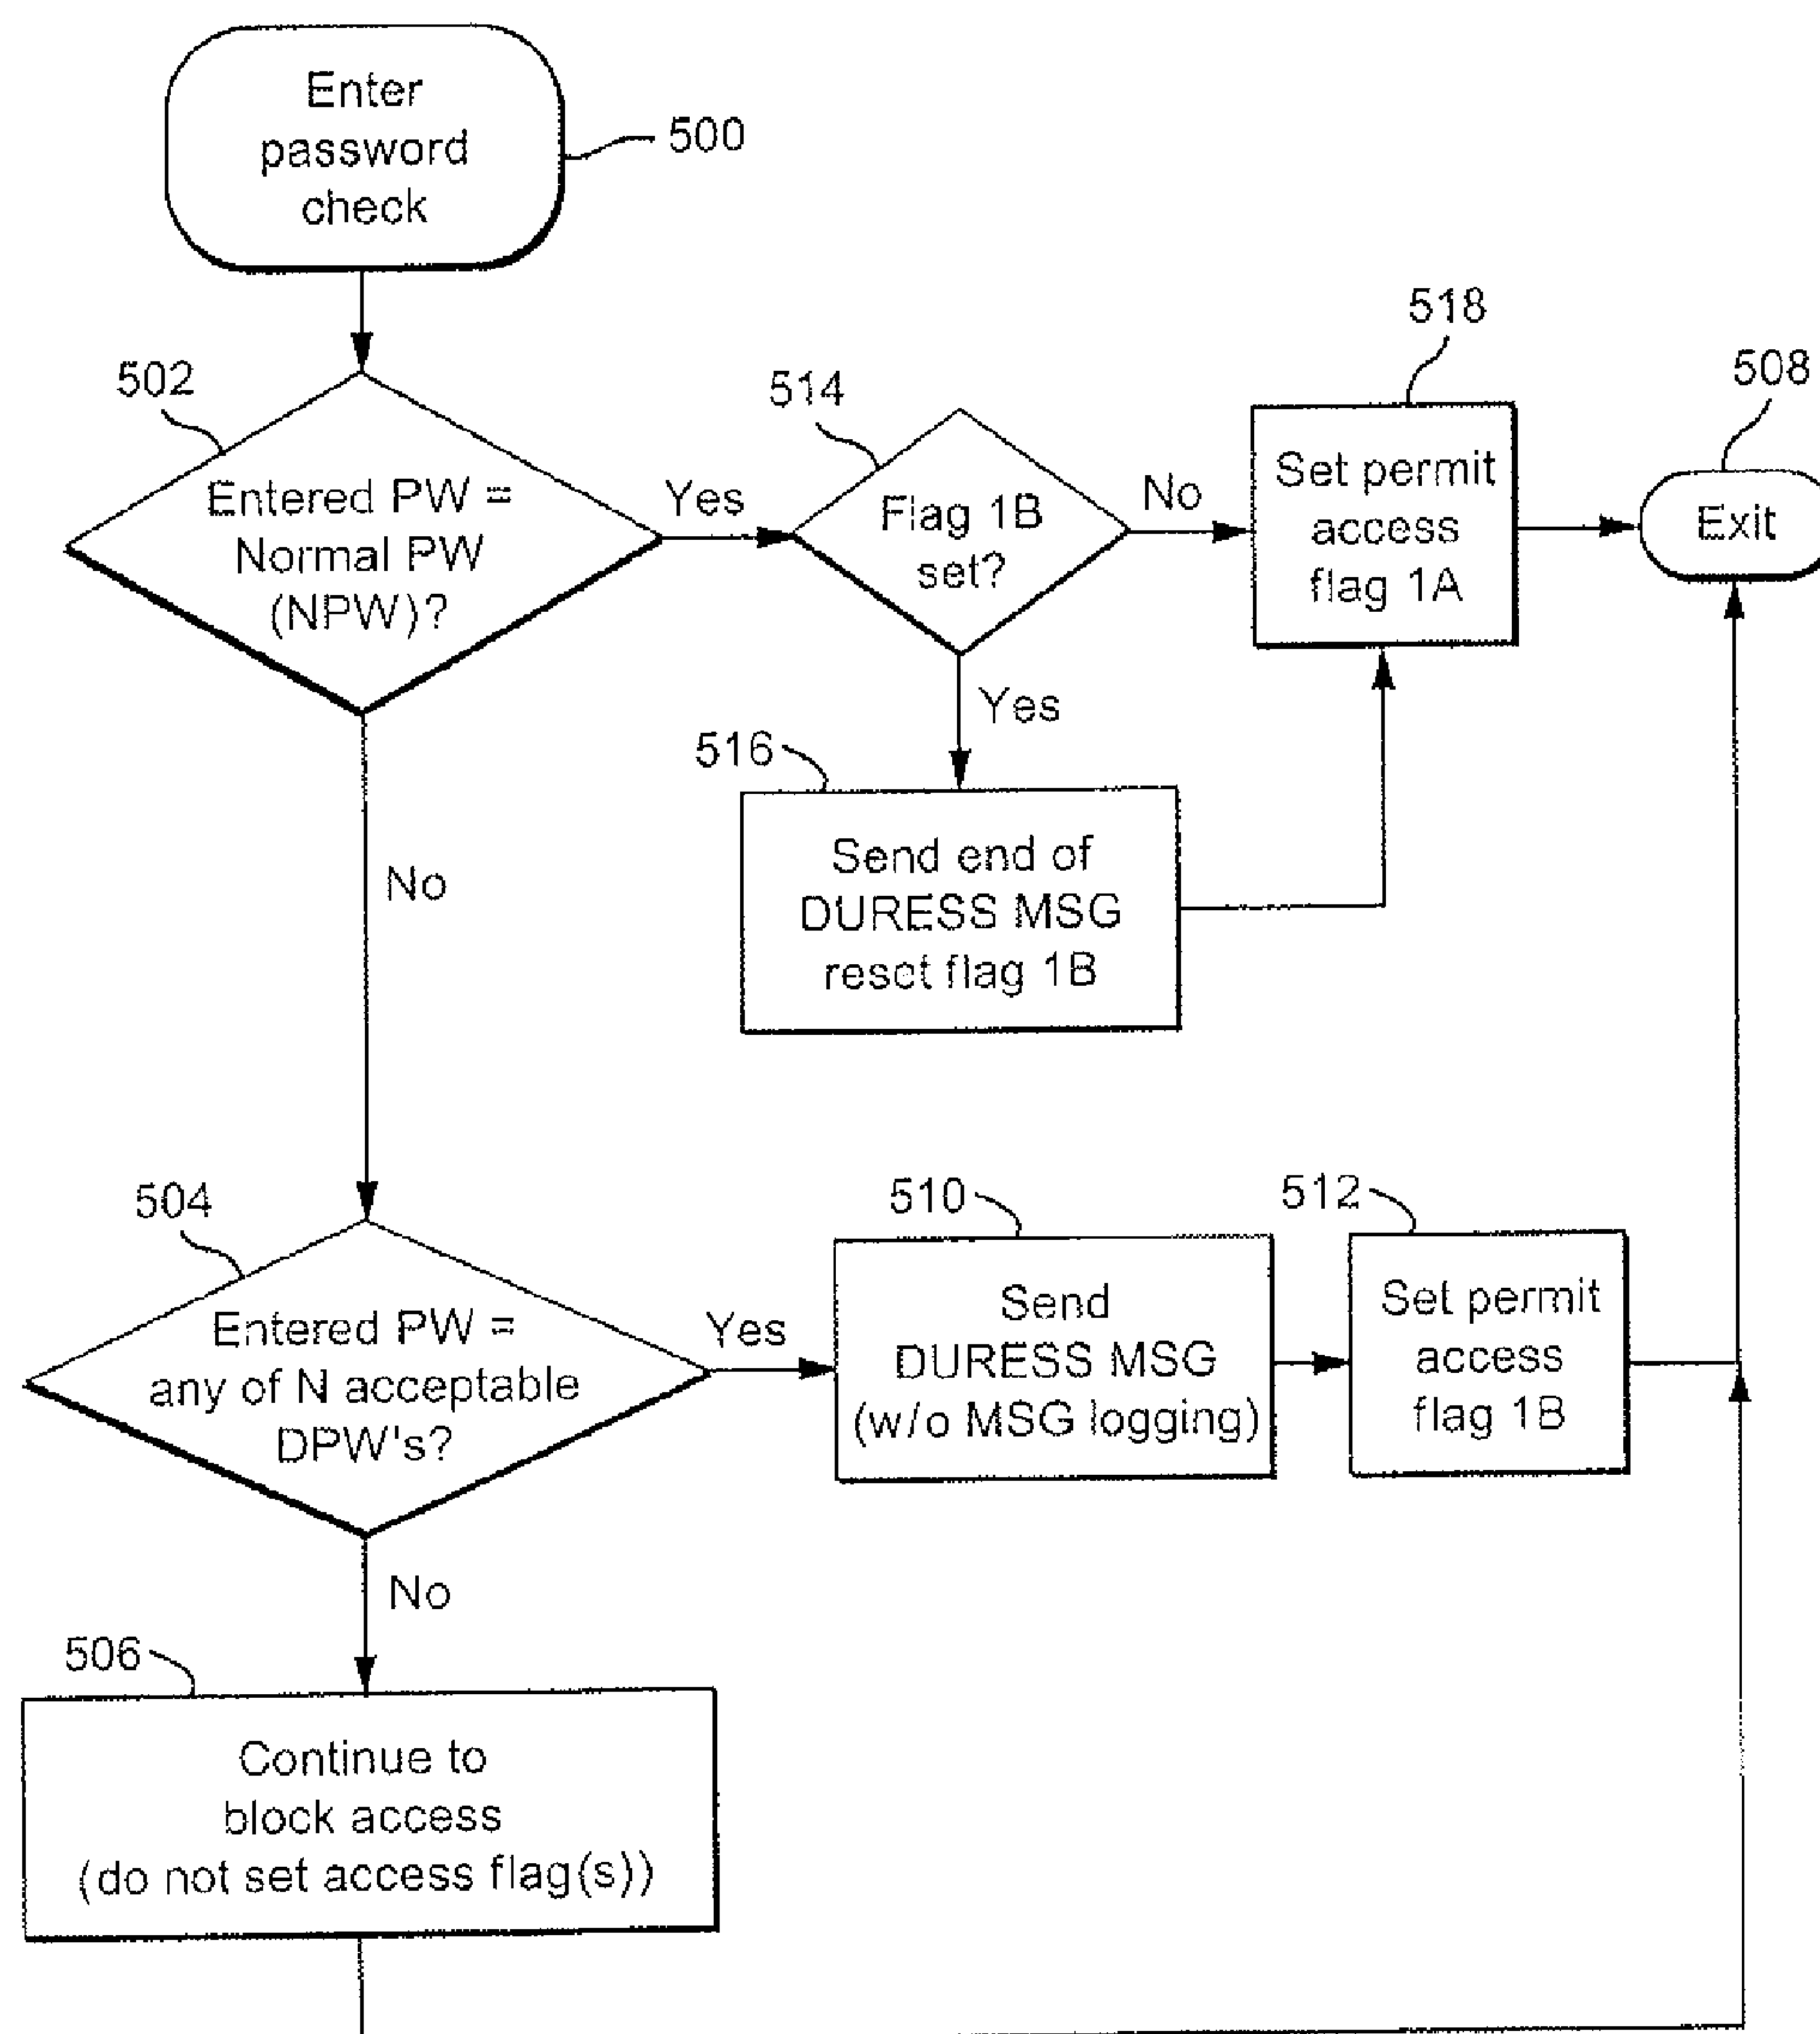 Enter
password
check
500
502
Entered PW =
Normal PW
(NPW)?
Yes
514
Flag 1B
set?
No
518
Set permit
access
flag 1A
508
Exit
Yes
516
Send end of
DURESS MSG
reset flag 1B
No
504
Entered PW =
any of N acceptable
DPW's?
Yes
510
Send
DURESS MSG
(w/o MSG logging)
512
Set permit
access
flag 1B
No
506
Continue to
block access
(do not set access flag(s))